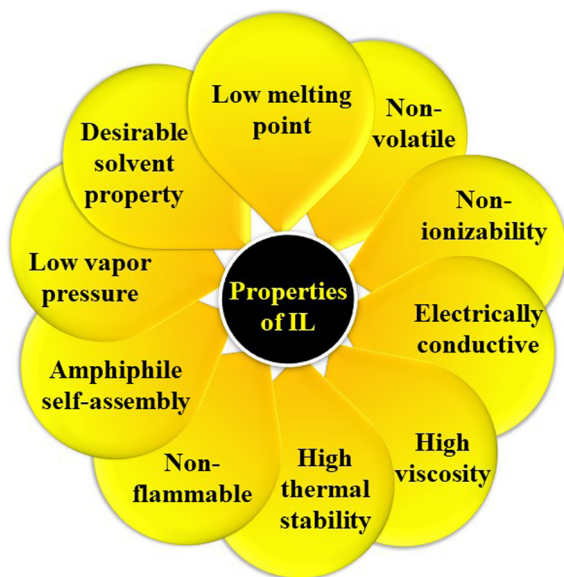 Low melting
point
Non-
volatile
Non-
ionizability
Electrically
conductive
High
viscosity
High
thermal
stability
Non-
flammable
Amphiphile
self-assembly
Low vapor
pressure
Desirable
solvent
property
Properties
of IL